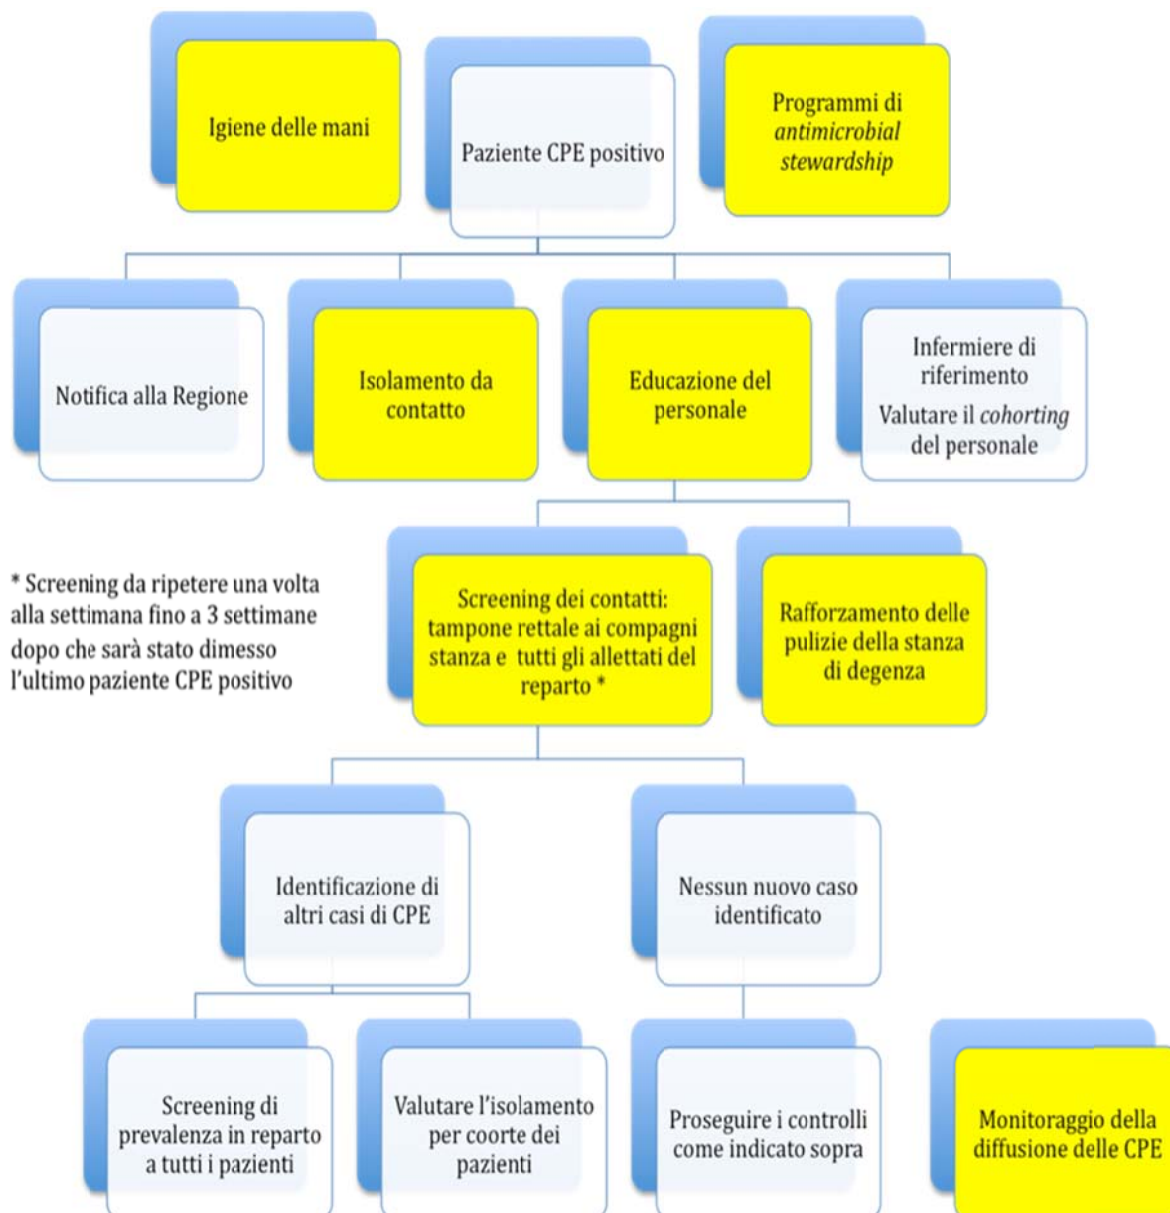 Igiene delle mani
Paziente CPE positivo
Programmi di
antimicrobial
stewardship
Notifica alla Regione
Isolamento da
contatto
Educazione del
personale
Infermiere di
riferimento
Valutare il cohorting
del personale
* Screening da ripetere una volta
alla settimana fino a 3 settimane
dopo che sarà stato dimesso
l'ultimo paziente CPE positivo
Screening dei contatti:
tampone rettale ai compagni
stanza e tutti gli allettati del
reparto *
Rafforzamento delle
pulizie della stanza
di degenza
Identificazione di
altri casi di CPE
Nessun nuovo caso
identificato
Screening di
prevalenza in reparto
a tutti i pazienti
Valutare l'isolamento
per coorte dei
pazienti
Proseguire i controlli
come indicato sopra
Monitoraggio della
diffusione delle CPE